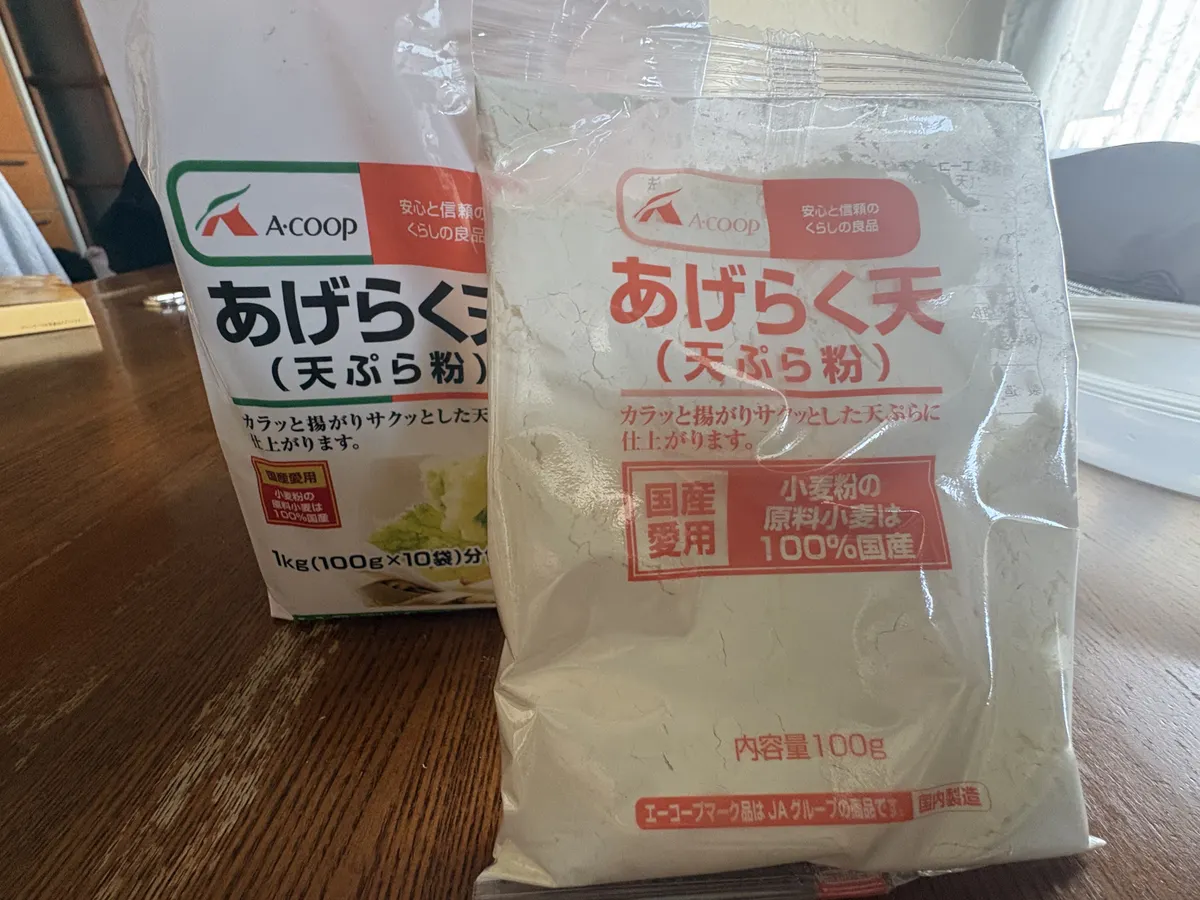 A·COOP
安心と信頼の
くらしの良品
あげらく天
(天ぷら粉)
カラッと揚がりサクッとした天
仕上がります。
国産愛用
小麦粉の
原料小麦は
100%国産
1kg(100g×10袋)分
A·COOP
安心と信頼の
くらしの良品
あげらく天
(天ぷら粉)
カラッと揚がりサクッとした天ぷらに
仕上がります。
国産
愛用
小麦粉の
原料小麦は
100%国産
内容量100g
エーコープマーク品はJAグループの商品です。 国内製造